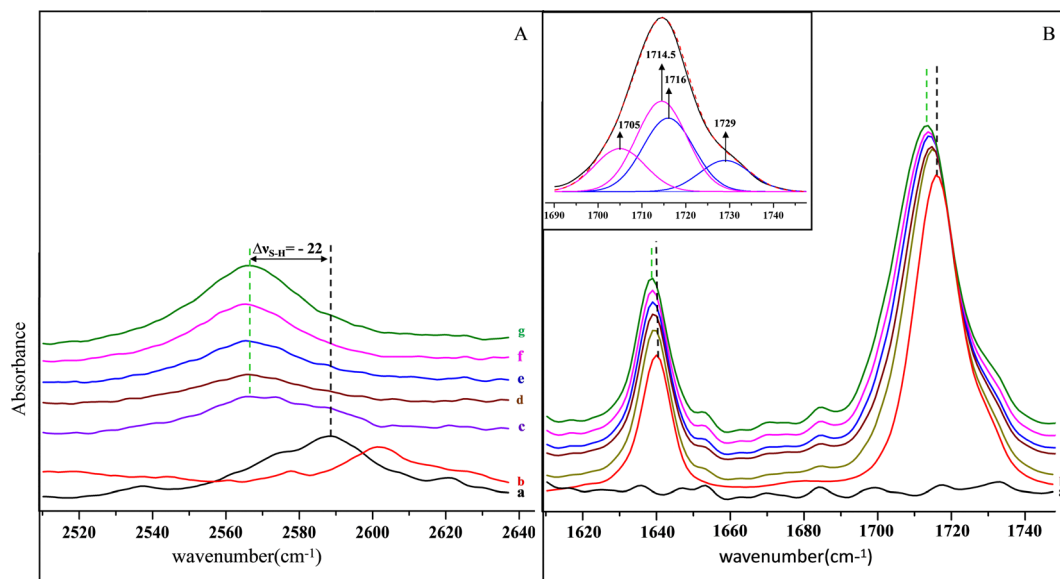 A
B
1714.5
1716
1705
1729
1690 1700 1710 1720 1730 1740
Δν S-H = - 22
g
f
e
d
c
b
a
Absorbance
2520 2540 2560 2580 2600 2620 2640
wavenumber(cm-1)
1620 1640 1660 1680 1700 1720 1740
wavenumber(cm-1)